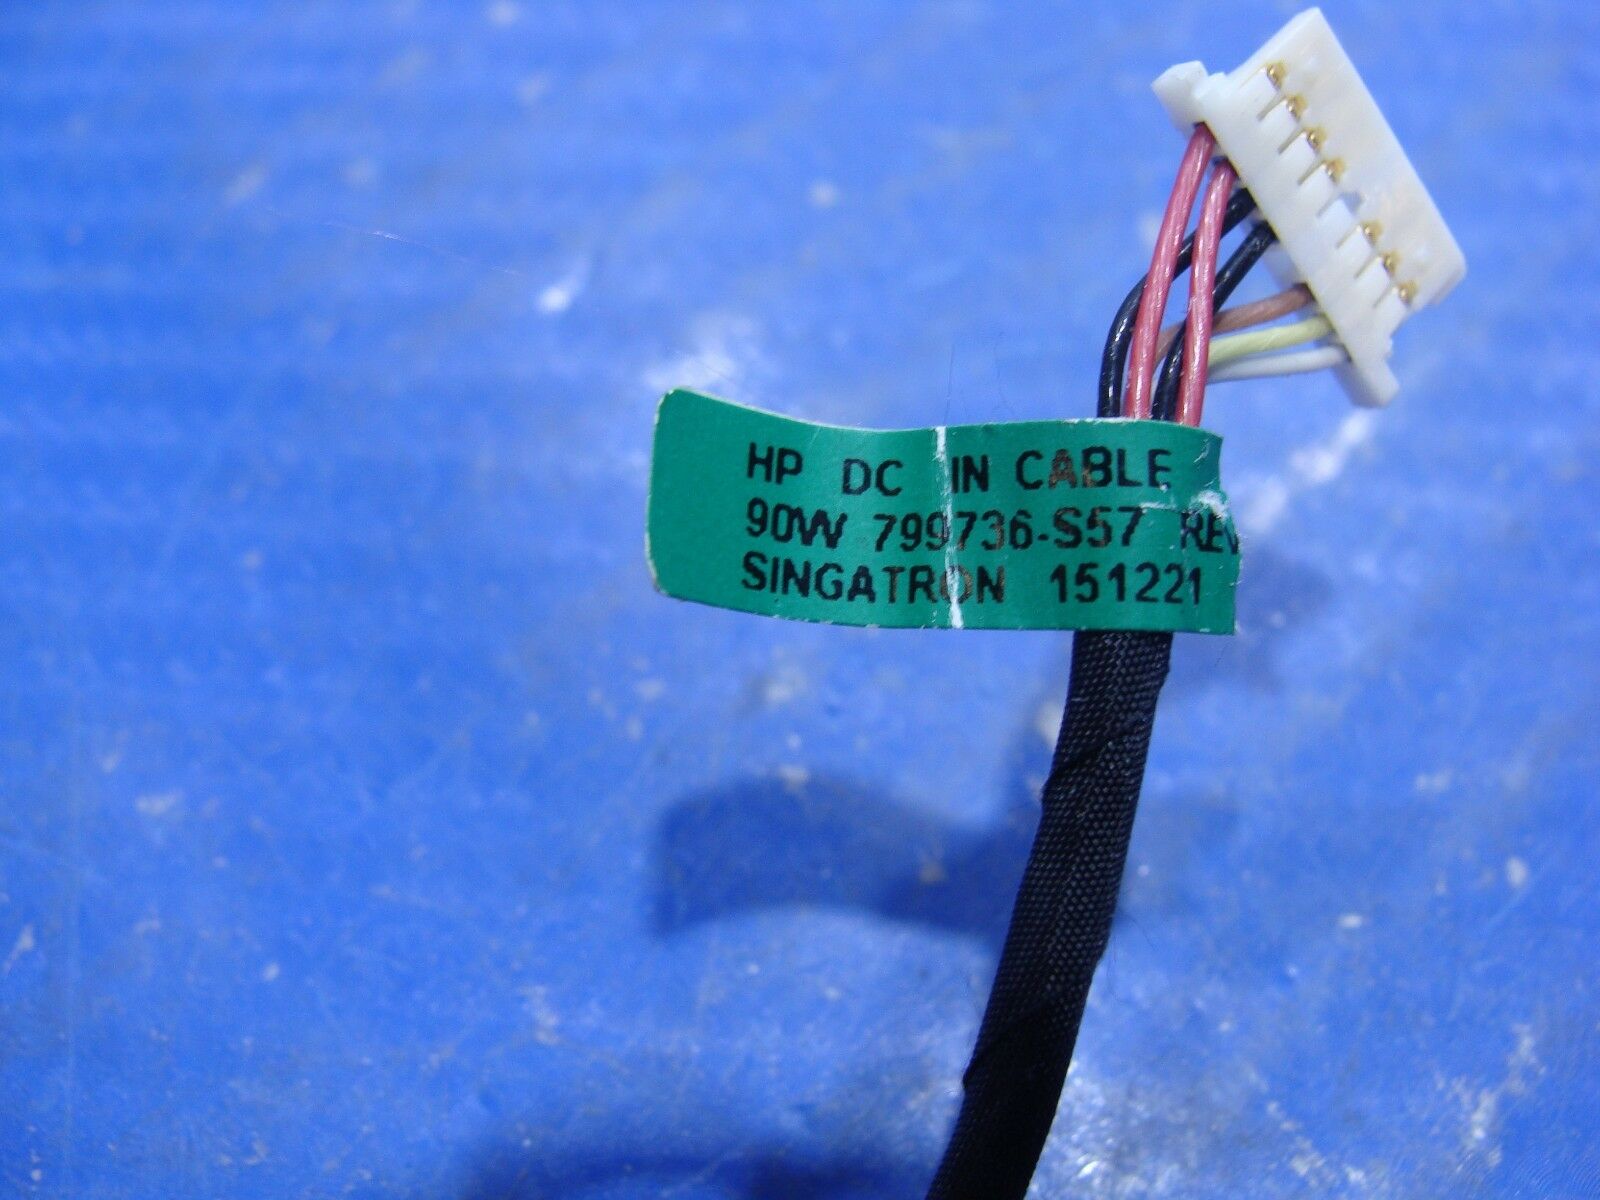 HP DC IN CABLE
90W 799736-S57 REV
SINGATRON 151221